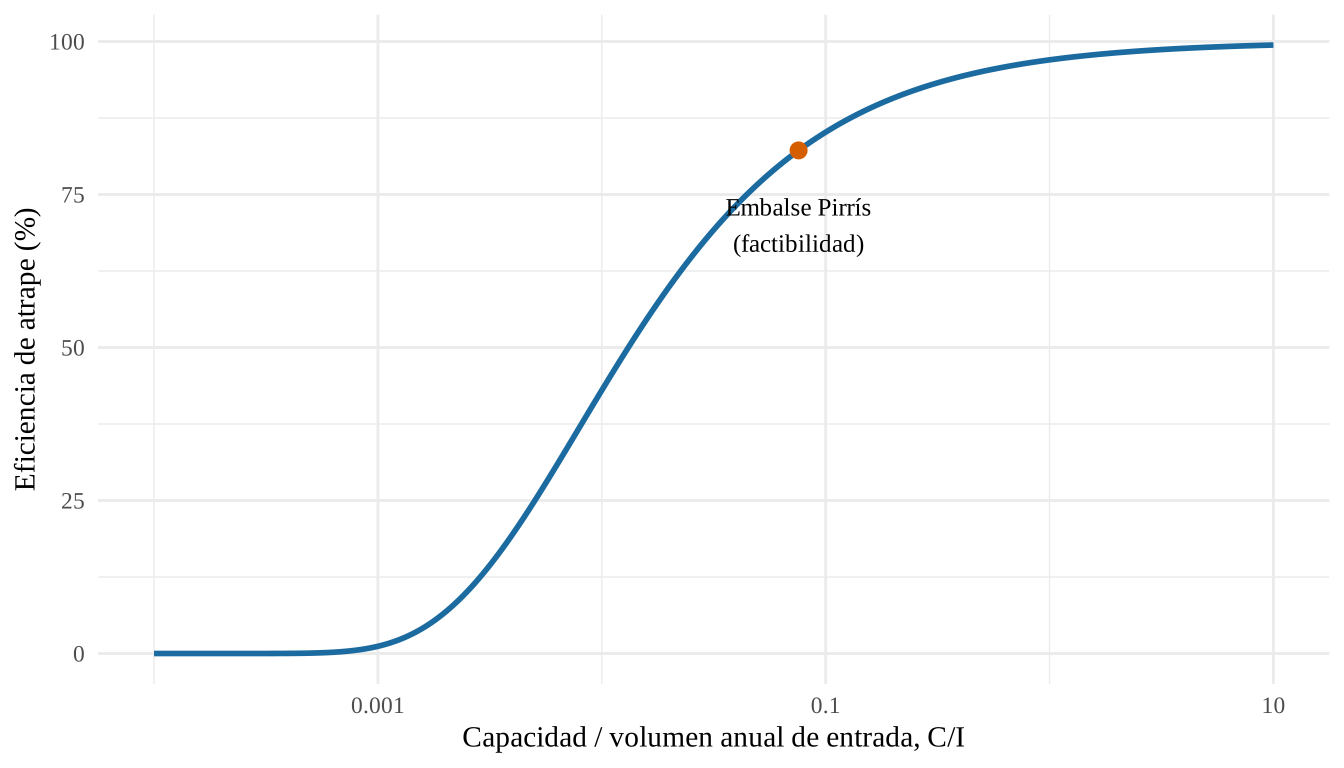 100
75
50
25
0
Eficiencia de atrape (%)
Embalse Pirrís
(factibilidad)
0.001
0.1
10
Capacidad / volumen anual de entrada, C/I